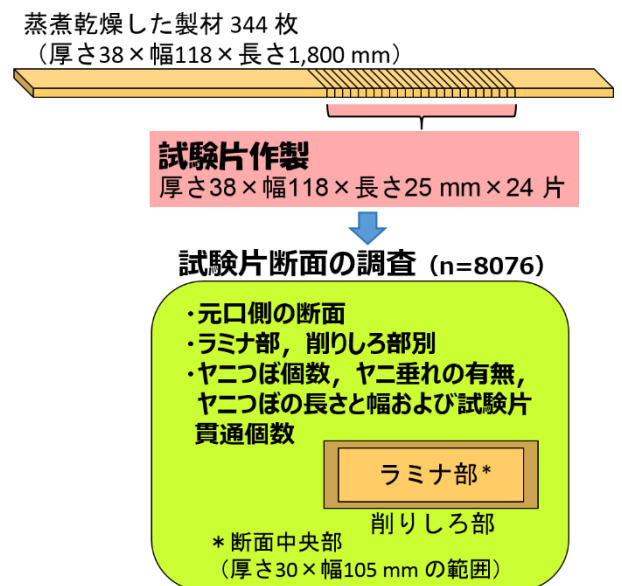 蒸煮乾燥した製材 344 枚
（厚さ38×幅118×長さ1,800 mm）
試験片作製
厚さ38×幅118×長さ25 mm×24 片
試験片断面の調査（n=8076）
・元口側の断面
・ラミナ部，削りしろ部別
・ヤニつぼ個数，ヤニ垂れの有無，
ヤニつぼの長さと幅および試験片
貫通個数
ラミナ部*
削りしろ部
*断面中央部
（厚さ30×幅105 mm の範囲）